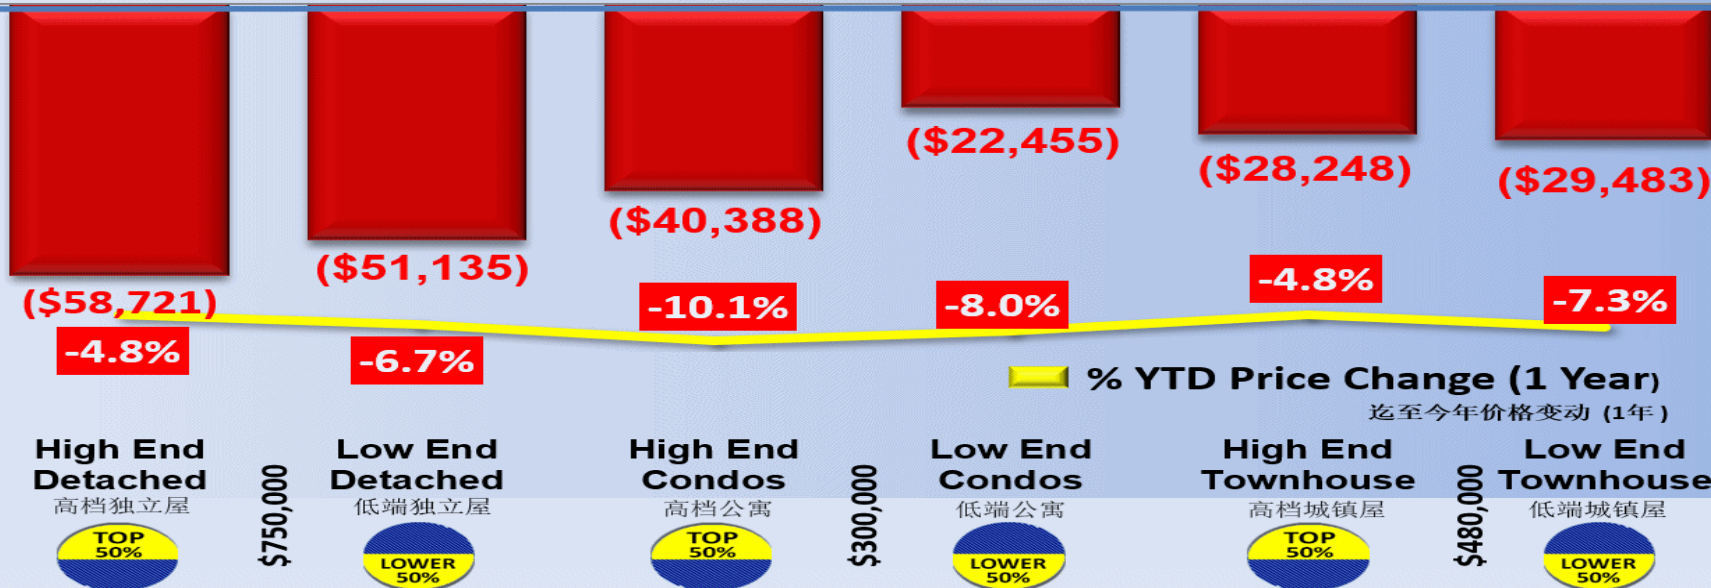 ($58,721)
-4.8%
($51,135)
-6.7%
($40,388)
-10.1%
($22,455)
-8.0%
($28,248)
-4.8%
($29,483)
-7.3%
% YTD Price Change (1 Year)
迄至今年价格变动 (1年)
High End
Detached
高档独立屋
TOP
50%
$750,000
Low End
Detached
低端独立屋
LOWER
50%
High End
Condos
高档公寓
TOP
50%
$300,000
Low End
Condos
低端公寓
LOWER
50%
High End
Townhouse
高档城镇屋
TOP
50%
$480,000
Low End
Townhouse
低端城镇屋
LOWER
50%